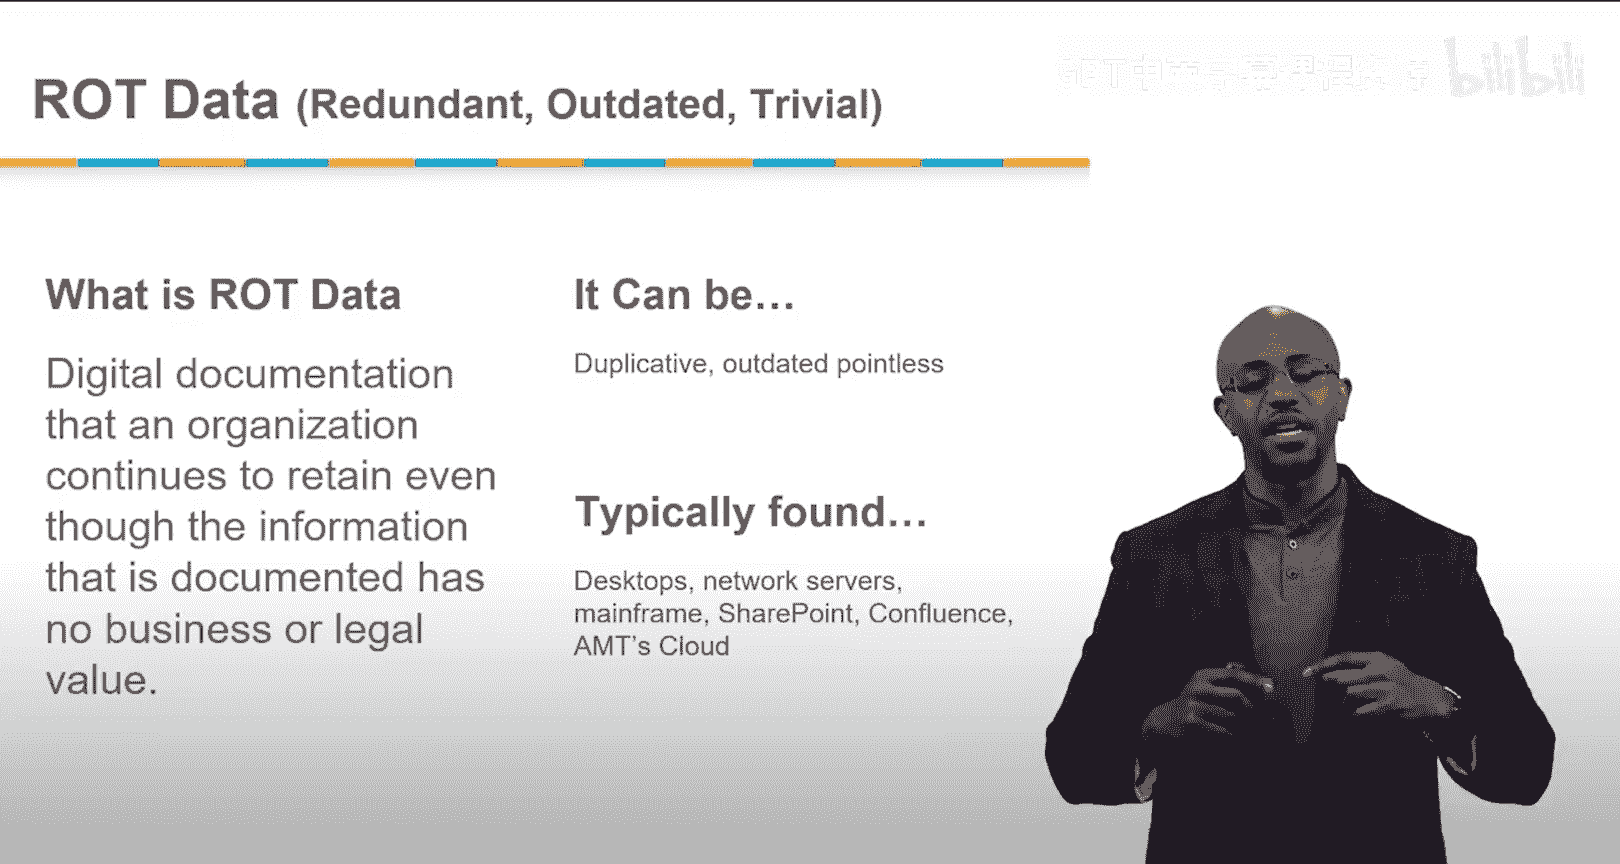 ROT Data (Redundant, Outdated, Trivial)
bilibili
What is ROT Data
Digital documentation
that an organization
continues to retain even
though the information
that is documented has
no business or legal
value.
It Can be…
Duplicative, outdated pointless
Typically found…
Desktops, network servers,
mainframe, SharePoint, Confluence,
AMT’s Cloud